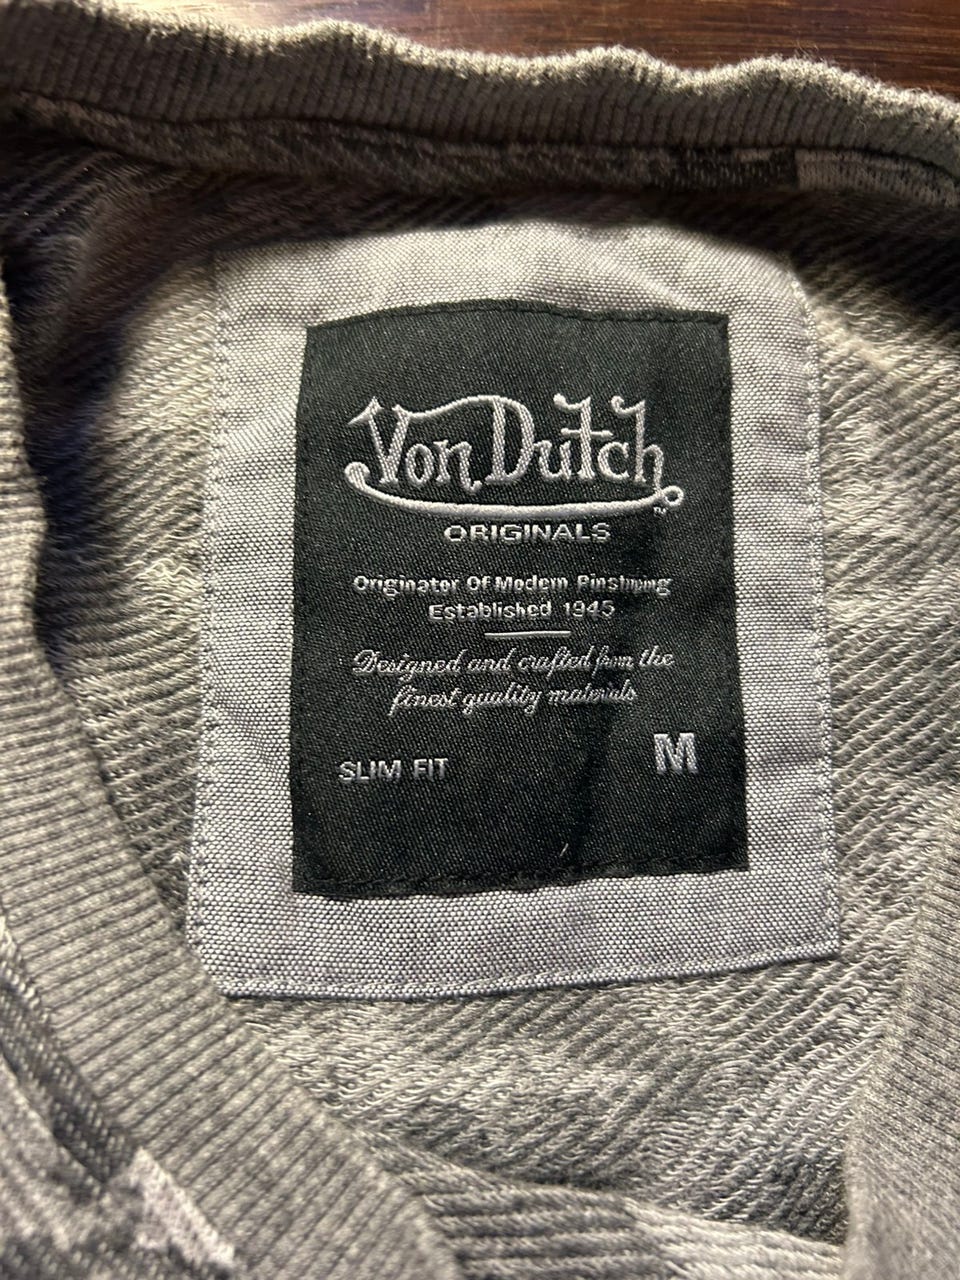 Von Dutch
™
ORIGINALS
Originator Of Modern Pinstriping
Established 1945
Designed and crafted from the
finest quality materials
SLIM FIT
M